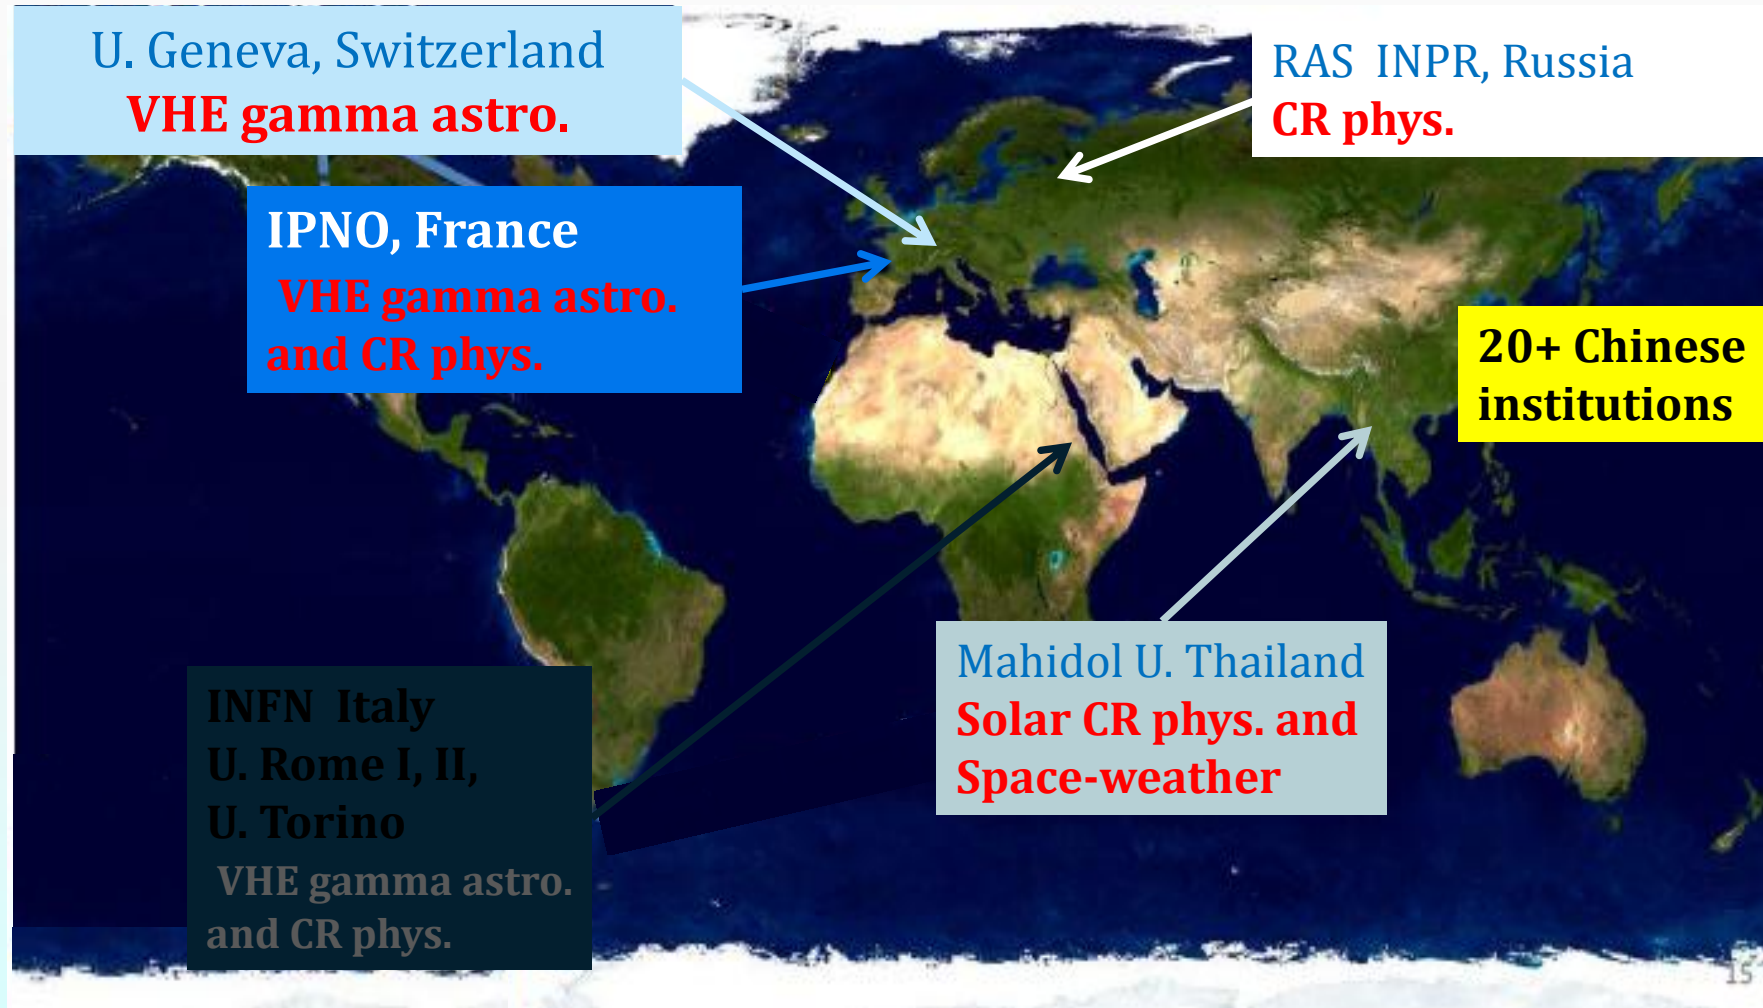 U. Geneva, Switzerland
VHE gamma astro.
RAS INPR, Russia
CR phys.
IPNO, France
VHE gamma astro.
and CR phys.
20+ Chinese
institutions
Mahidol U. Thailand
Solar CR phys. and
Space-weather
INFN Italy
U. Rome I, II,
U. Torino
VHE gamma astro.
and CR phys.
15